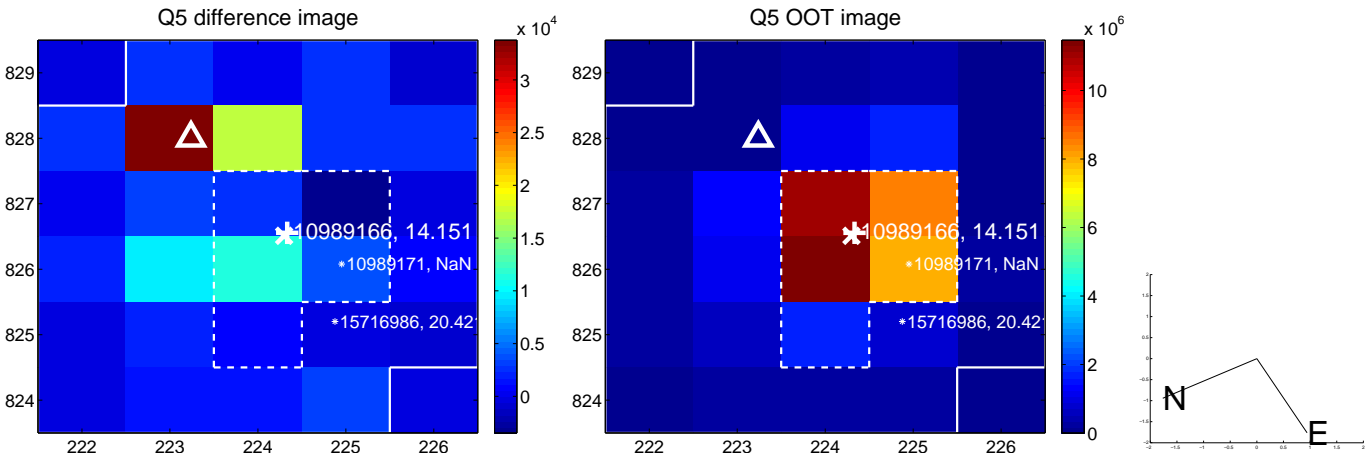 Q5 difference image
x 10^4
829
828
827
826
825
824
222 223 224 225 226
3
2.5
2
1.5
1
0.5
0
10989166, 14.151
10989171, NaN
15716986, 20.421
Q5 OOT image
x 10^6
829
828
827
826
825
824
222 223 224 225 226
10
8
6
4
2
0
10989166, 14.151
10989171, NaN
15716986, 20.421
N
E